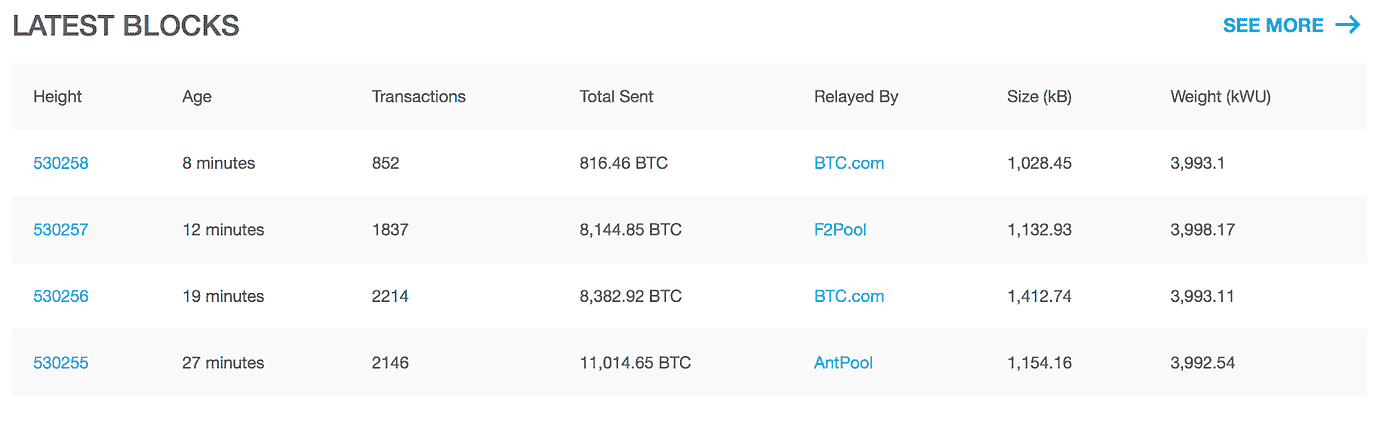 LATEST BLOCKS SEE MORE →
Height Age Transactions Total Sent Relayed By Size (kB) Weight (kWU)
530258 8 minutes 852 816.46 BTC BTC.com 1,028.45 3,993.1
530257 12 minutes 1837 8,144.85 BTC F2Pool 1,132.93 3,998.17
530256 19 minutes 2214 8,382.92 BTC BTC.com 1,412.74 3,993.11
530255 27 minutes 2146 11,014.65 BTC AntPool 1,154.16 3,992.54